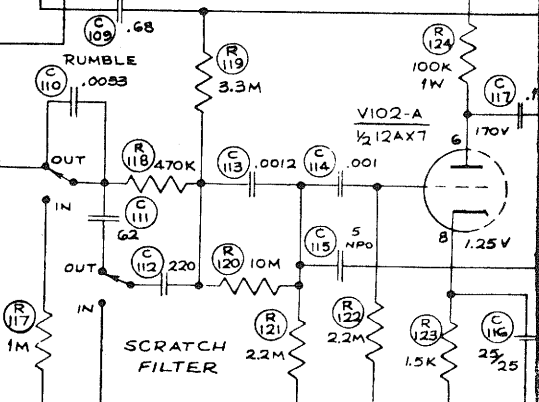 C 109 .68
RUMBLE
C 110 .0033
R 119
3.3M
R 124
100K
1W
C 117
V102-A
½ 12AX7
6
170V
OUT
R 118 470K
C 113 .0012
C 114 .001
IN
C 111
62
8
1.25V
C 115
5
NPO
OUT
C 112 220
R 120 10M
IN
R 117
1M
SCRATCH
FILTER
R 121
2.2M
R 122
2.2M
R 123
1.5K
C 116
25/25